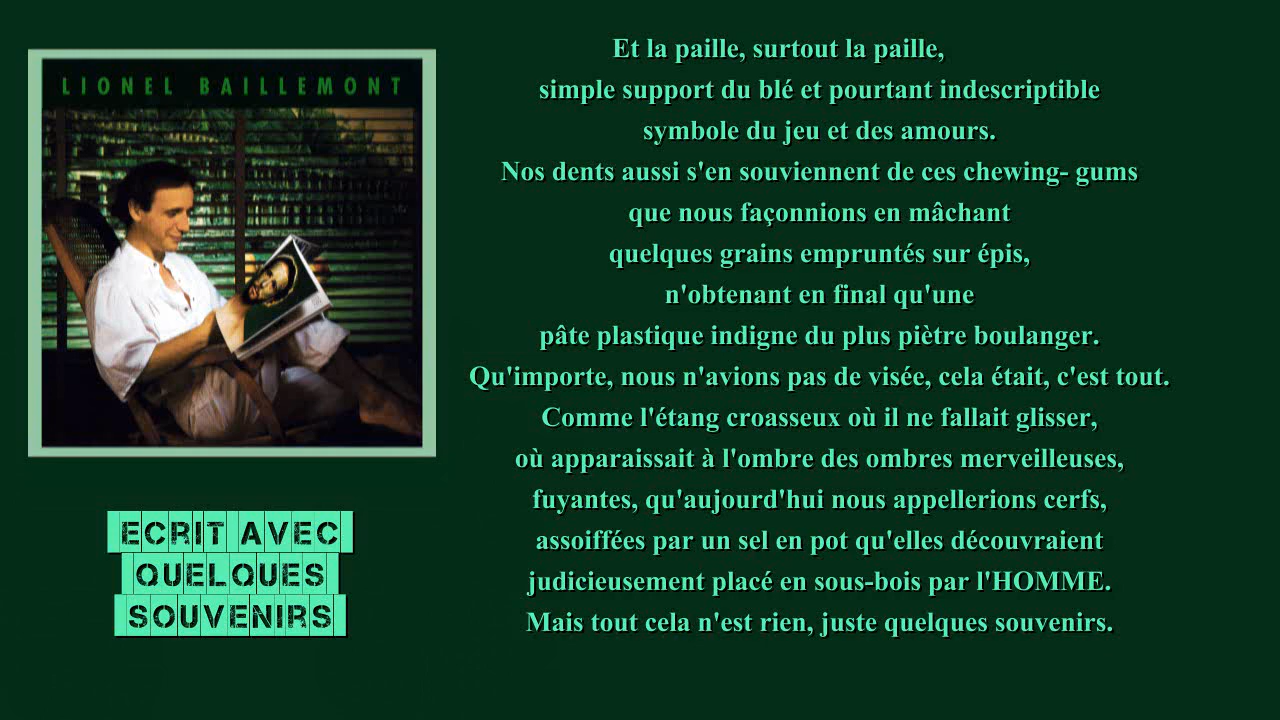 LIONEL BAILLEMONT
ECRIT AVEC
QUELQUES
SOUVENIRS
Et la paille, surtout la paille,
simple support du blé et pourtant indescriptible
symbole du jeu et des amours.
Nos dents aussi s'en souviennent de ces chewing- gums
que nous façonnions en mâchant
quelques grains empruntés sur épis,
n'obtenant en final qu'une
pâte plastique indigne du plus piètre boulanger.
Qu'importe, nous n'avions pas de visée, cela était, c'est tout.
Comme l'étang croasseux où il ne fallait glisser,
où apparaissait à l'ombre des ombres merveilleuses,
fuyantes, qu'aujourd'hui nous appellerions cerfs,
assoiffées par un sel en pot qu'elles découvraient
judicieusement placé en sous-bois par l'HOMME.
Mais tout cela n'est rien, juste quelques souvenirs.